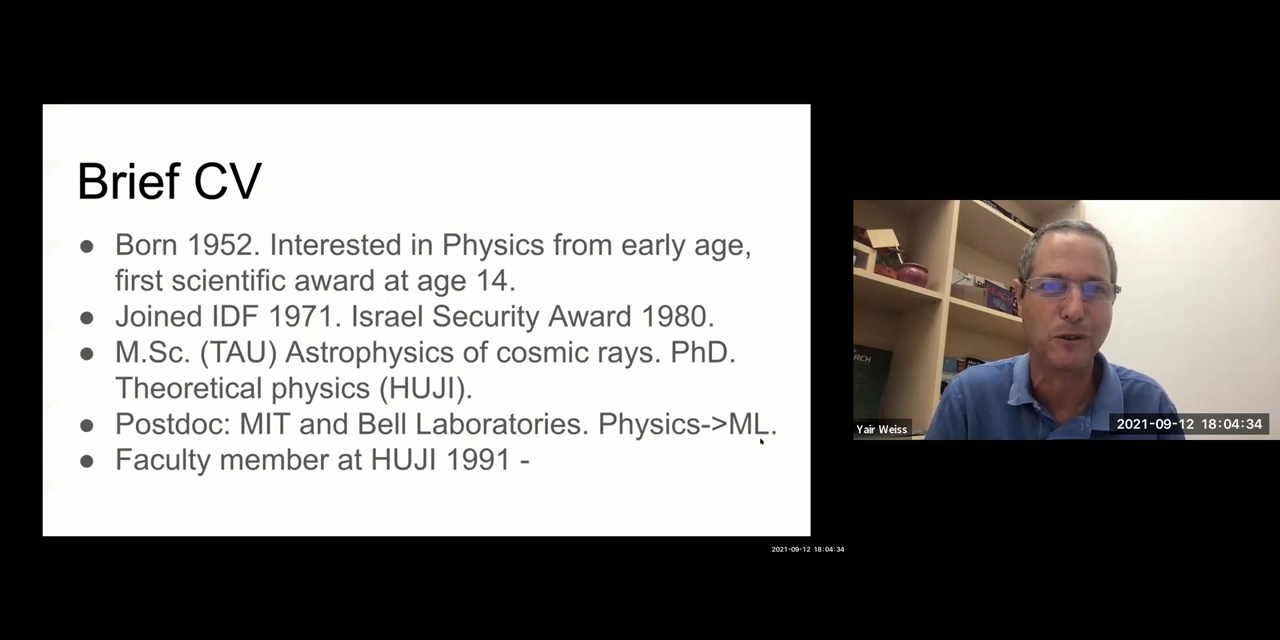 Brief CV
● Born 1952. Interested in Physics from early age,
first scientific award at age 14.
● Joined IDF 1971. Israel Security Award 1980.
● M.Sc. (TAU) Astrophysics of cosmic rays. PhD.
Theoretical physics (HUJI).
● Postdoc: MIT and Bell Laboratories. Physics->ML.
● Faculty member at HUJI 1991 -
2021-09-12 18:04:34
Yair Weiss
2021-09-12 18:04:34